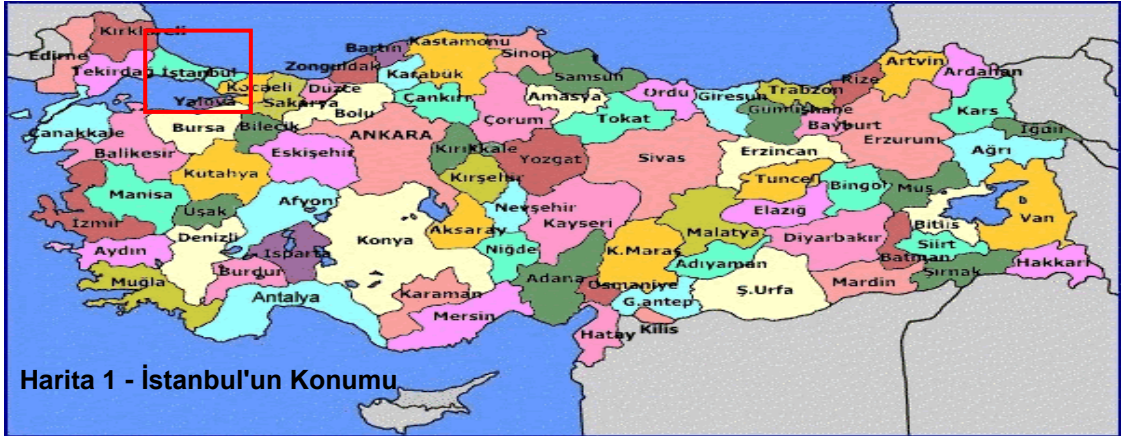 Kırklareli
Edirne
Tekirdağ
İstanbul
Kocaeli
Yalova
Sakarya
Düzce
Zonguldak
Bartın
Karabük
Kastamonu
Sinop
Samsun
Ordu
Giresun
Trabzon
Rize
Artvin
Ardahan
Kars
Iğdır
Ağrı
Erzurum
Bayburt
Gümüşhane
Tokat
Amasya
Çorum
Çankırı
Bolu
Bilecik
Bursa
Çanakkale
Balikesir
Kutahya
Eskişehir
ANKARA
Kırıkkale
Yozgat
Sivas
Erzincan
Tunceli
Bingöl
Muş
Bitlis
Van
Hakkari
Şırnak
Siirt
Batman
Mardin
Diyarbakır
Elazığ
Malatya
Adıyaman
Ş.Urfa
G.antep
Kilis
Hatay
Osmaniye
K.Maraş
Kayseri
Kırşehir
Nevşehir
Aksaray
Niğde
Adana
Mersin
Karaman
Konya
Afyon
Uşak
Manisa
İzmir
Aydın
Denizli
Muğla
Burdur
Isparta
Antalya
Harita 1 - İstanbul'un Konumu